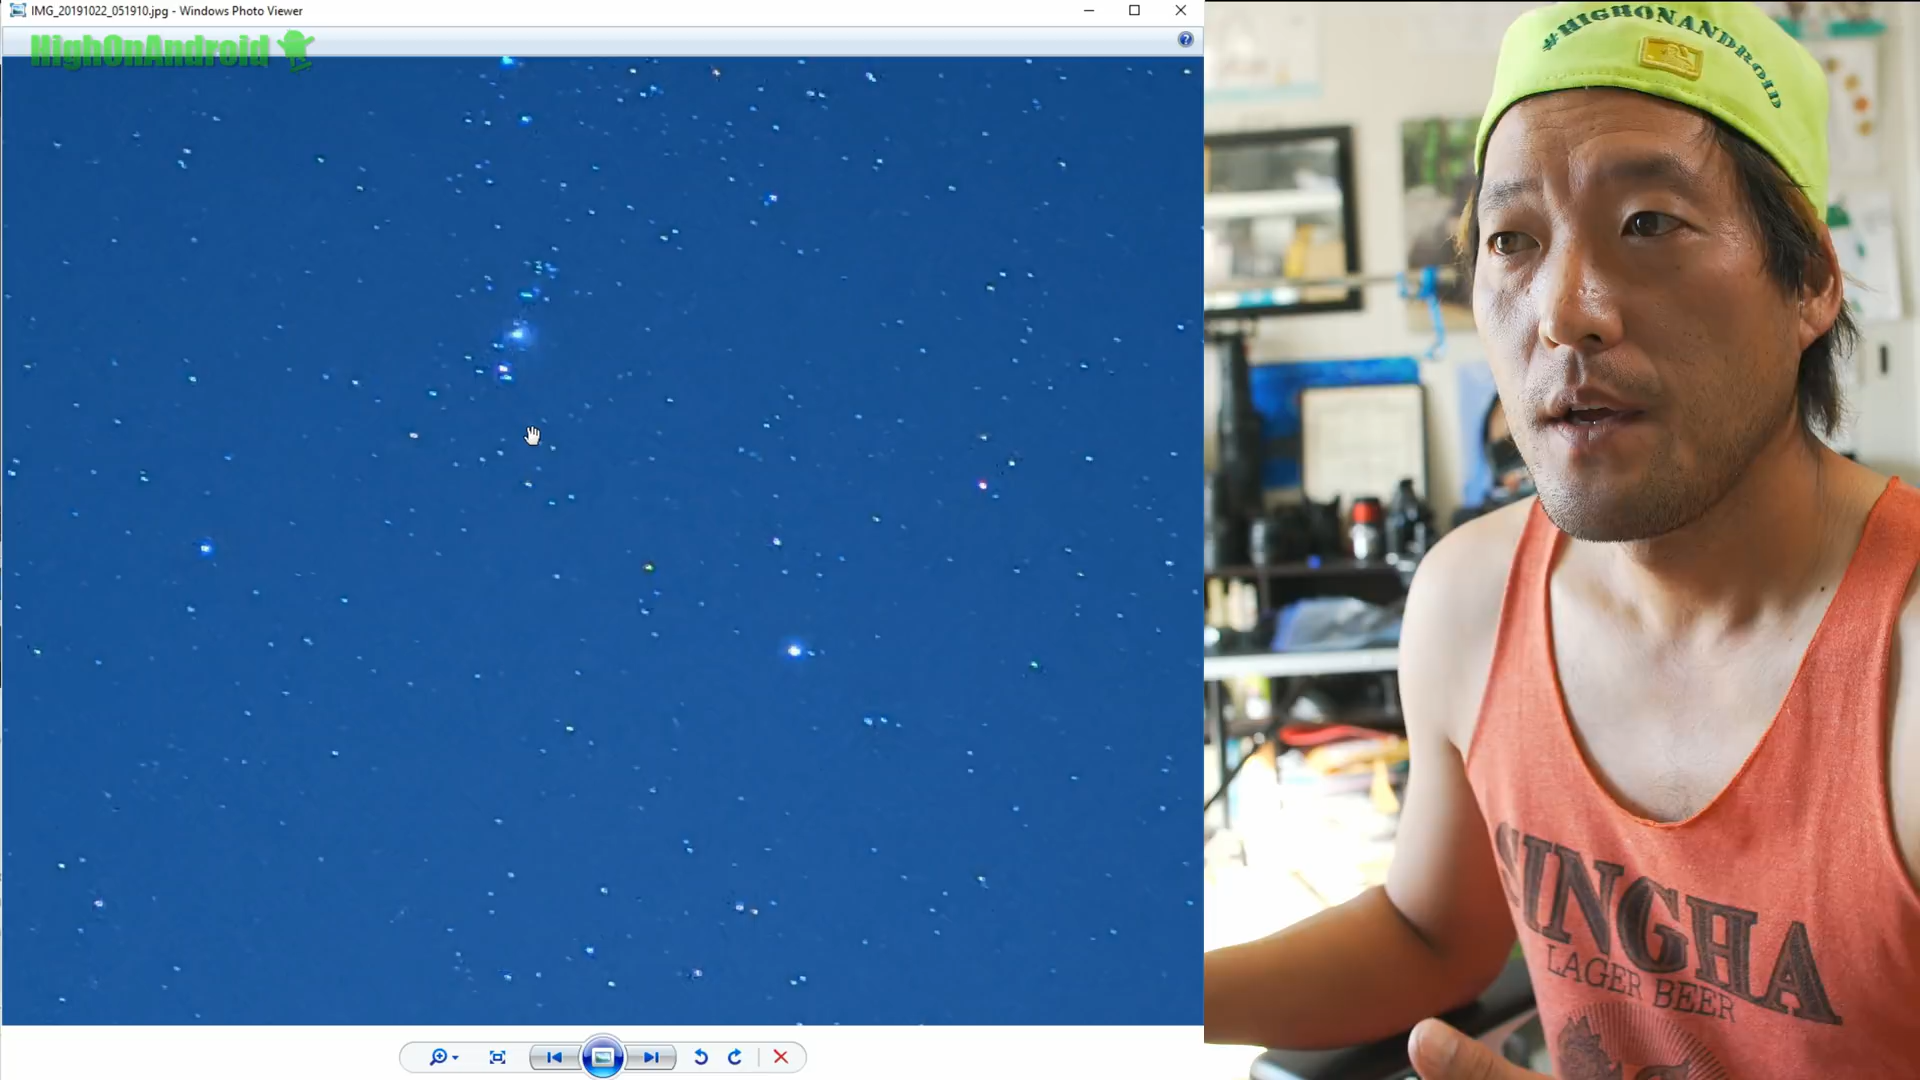 IMG_20191022_051910.jpg - Windows Photo Viewer
HighOnAndroid
#HIGHONANDROID
SINGHA
LAGER BEER